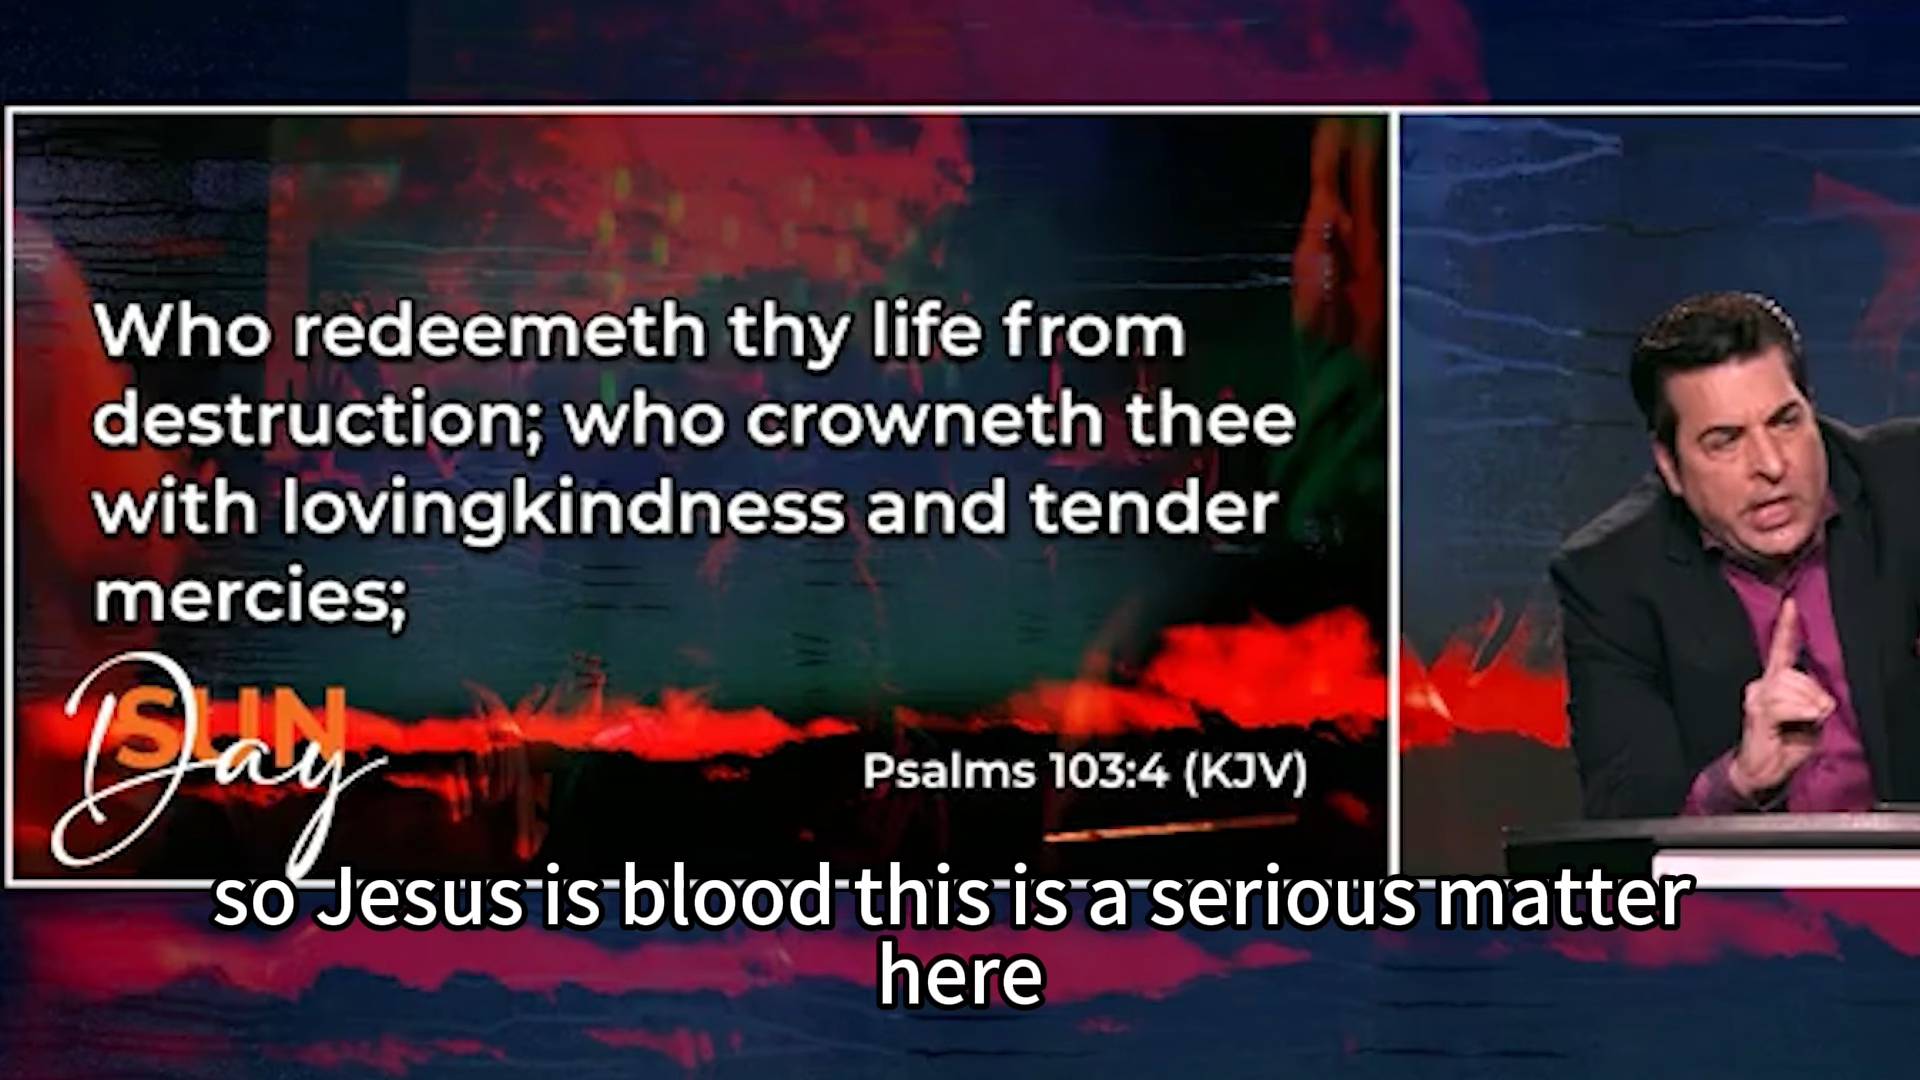 Who redeemeth thy life from
destruction; who crowneth thee
with lovingkindness and tender
mercies;
SUN
Day
Psalms 103:4 (KJV)
so Jesus is blood this is a serious matter
here